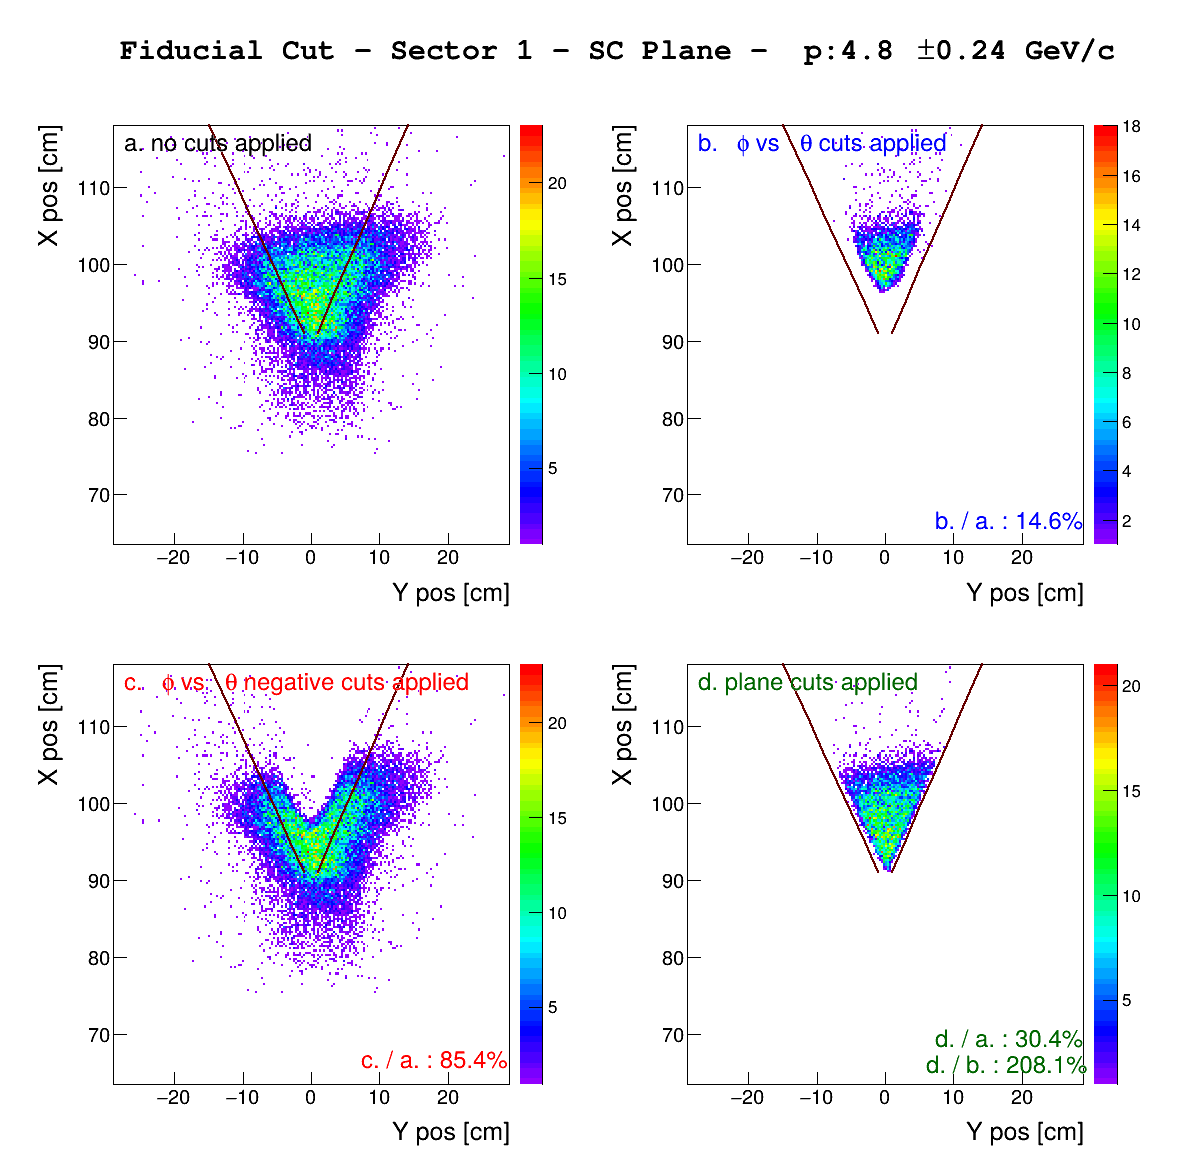 Fiducial Cut – Sector 1 – SC Plane – p:4.8 ±0.24 GeV/c
a. no cuts applied
X pos [cm]
110
100
90
80
70
−20 −10 0 10 20
Y pos [cm]
20
15
10
5
b. ϕ vs θ cuts applied
X pos [cm]
110
100
90
80
70
b. / a. : 14.6%
−20 −10 0 10 20
Y pos [cm]
18
16
14
12
10
8
6
4
2
c. ϕ vs θ negative cuts applied
X pos [cm]
110
100
90
80
70
c. / a. : 85.4%
−20 −10 0 10 20
Y pos [cm]
20
15
10
5
d. plane cuts applied
X pos [cm]
110
100
90
80
70
d. / a. : 30.4%
d. / b. : 208.1%
−20 −10 0 10 20
Y pos [cm]
20
15
10
5